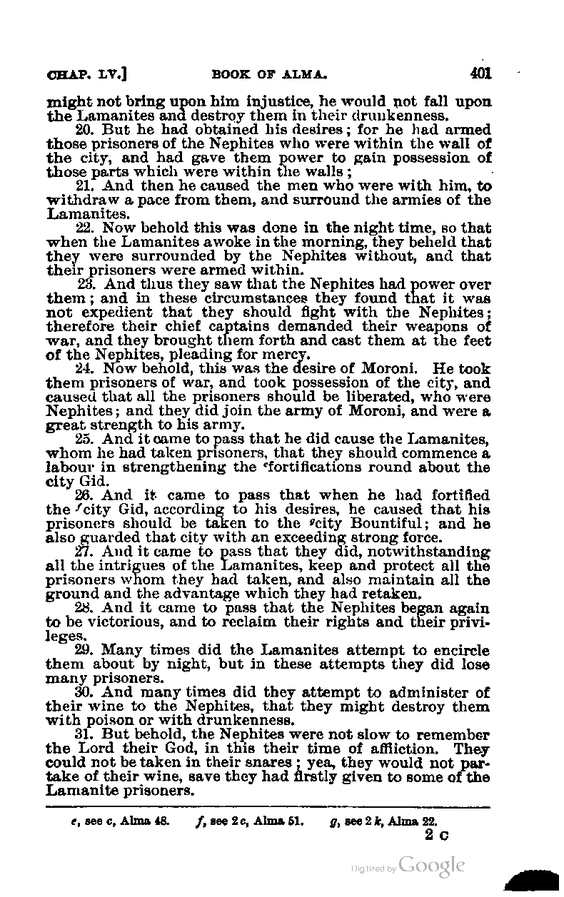 CHAP. LV.] BOOK OF ALMA. 401
might not bring upon him injustice, he would not fall upon
the Lamanites and destroy them in their drunkenness.
20. But he had obtained his desires; for he had armed
those prisoners of the Nephites who were within the wall of
the city, and had gave them power to gain possession of
those parts which were within the walls;
21. And then he caused the men who were with him, to
withdraw a pace from them, and surround the armies of the
Lamanites.
22. Now behold this was done in the night time, so that
when the Lamanites awoke in the morning, they beheld that
they were surrounded by the Nephites without, and that
their prisoners were armed within.
23. And thus they saw that the Nephites had power over
them; and in these circumstances they found that it was
not expedient that they should fight with the Nephites;
therefore their chief captains demanded their weapons of
war, and they brought them forth and cast them at the feet
of the Nephites, pleading for mercy.
24. Now behold, this was the desire of Moroni. He took
them prisoners of war, and took possession of the city, and
caused that all the prisoners should be liberated, who were
Nephites; and they did join the army of Moroni, and were a
great strength to his army.
25. And it came to pass that he did cause the Lamanites,
whom he had taken prisoners, that they should commence a
labour in strengthening the ᵉfortifications round about the
city Gid.
26. And it came to pass that when he had fortified
the ᶠcity Gid, according to his desires, he caused that his
prisoners should be taken to the ᵍcity Bountiful; and he
also guarded that city with an exceeding strong force.
27. And it came to pass that they did, notwithstanding
all the intrigues of the Lamanites, keep and protect all the
prisoners whom they had taken, and also maintain all the
ground and the advantage which they had retaken.
28. And it came to pass that the Nephites began again
to be victorious, and to reclaim their rights and their privi-
leges.
29. Many times did the Lamanites attempt to encircle
them about by night, but in these attempts they did lose
many prisoners.
30. And many times did they attempt to administer of
their wine to the Nephites, that they might destroy them
with poison or with drunkenness.
31. But behold, the Nephites were not slow to remember
the Lord their God, in this their time of affliction. They
could not be taken in their snares; yea, they would not par-
take of their wine, save they had firstly given to some of the
Lamanite prisoners.
e, see c, Alma 48. f, see 2 c, Alma 51. g, see 2 k, Alma 22.
2 C
Digitized by Google